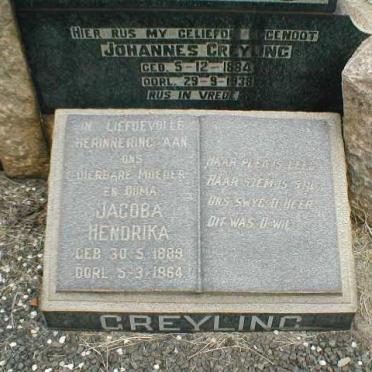 HIER RUS MY GELIEFDE EGGENOOT
JOHANNES GREYLING
GEB 5-12-1884
OORL. 29-9-1938
RUS IN VREDE
IN LIEFDEVOLLE
HERINNERING AAN
ONS
DIERBARE MOEDER
EN OUMA
JACOBA
HENDRIKA
GEB 30-5-1889
OORL 5-3-1964
HAAR PLEK IS LEEG
HAAR STEM IS STIL
ONS SWYG O HEER
DIT WAS U WIL
GREYLING